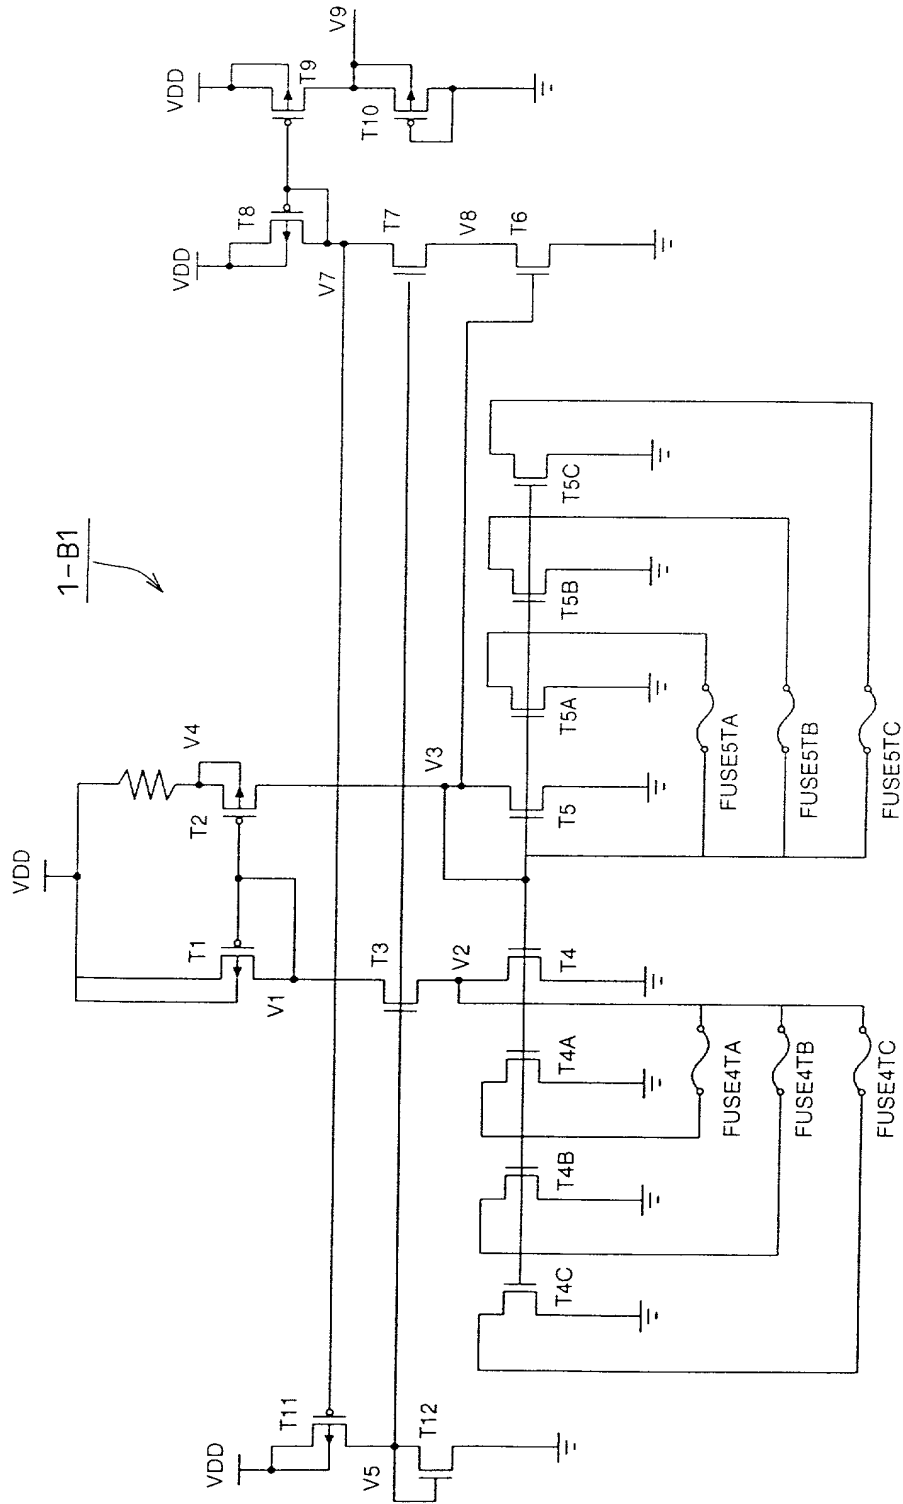 1-B1
VDD
VDD
VDD
VDD
T11
V5
T12
T1
V1
T3
V2
T4
T4A
T4B
T4C
FUSE4TA
FUSE4TB
FUSE4TC
T2
V4
V3
T5
T5A
T5B
T5C
FUSE5TA
FUSE5TB
FUSE5TC
T8
V7
T7
V8
T6
T9
V9
T10